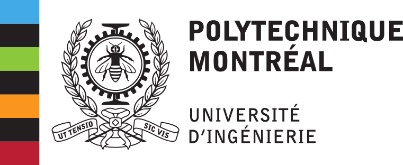 POLYTECHNIQUE
MONTRÉAL
UNIVERSITÉ
D'INGÉNIERIE
UT TENSIO SIC VIS